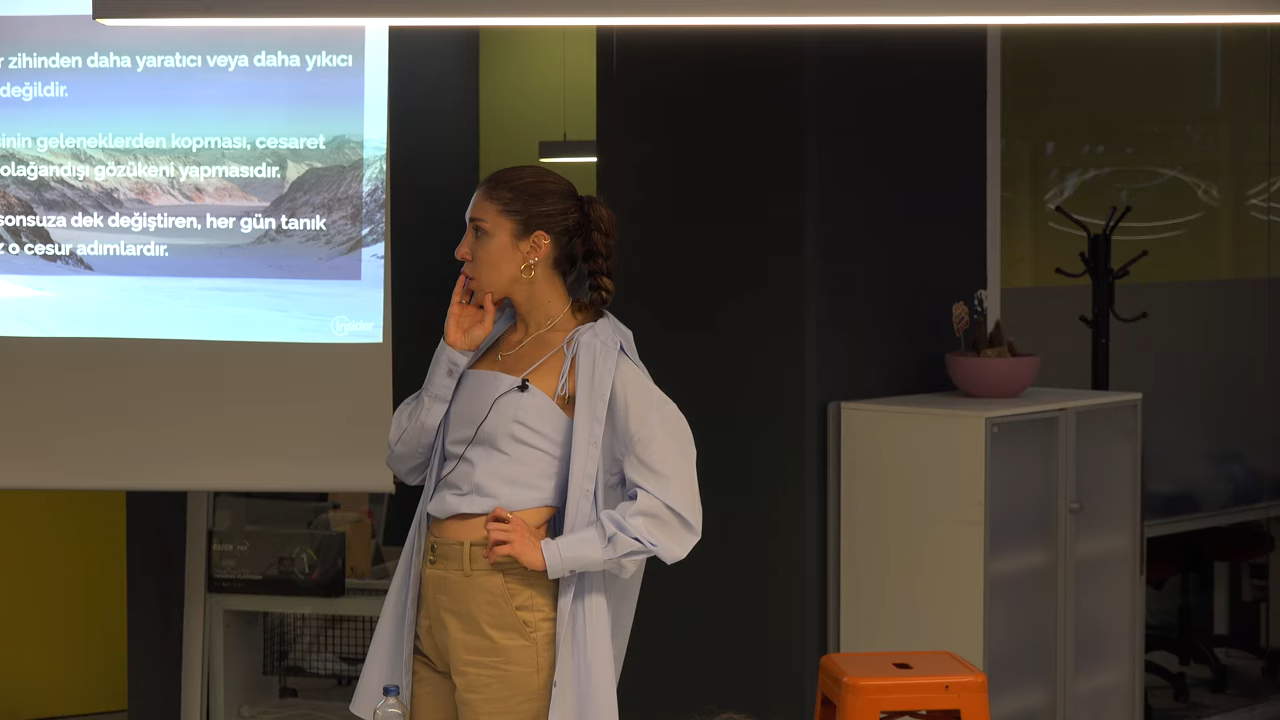 zihinden daha yaratıcı veya daha yıkıcı
değildir.
geleneklerden kopması, cesaret
olağandışı gözükeni yapmasıdır.
sonsuza dek değiştiren, her gün tanık
o cesur adımlardır.
insider